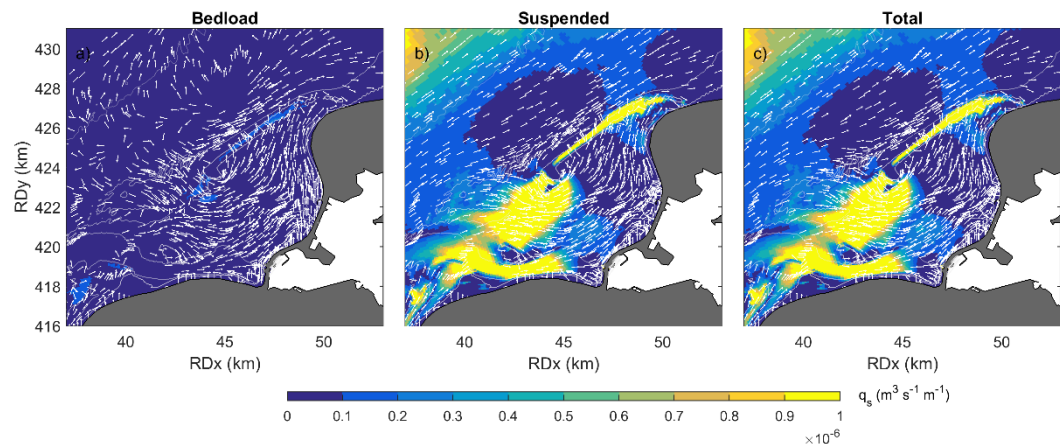 Bedload
Suspended
Total
a)
b)
c)
430
428
426
424
422
420
418
416
RDy (km)
40
45
50
40
45
50
40
45
50
RDx (km)
RDx (km)
RDx (km)
0
0.1
0.2
0.3
0.4
0.5
0.6
0.7
0.8
0.9
1
q_s (m^3 s^-1 m^-1)
×10^-6